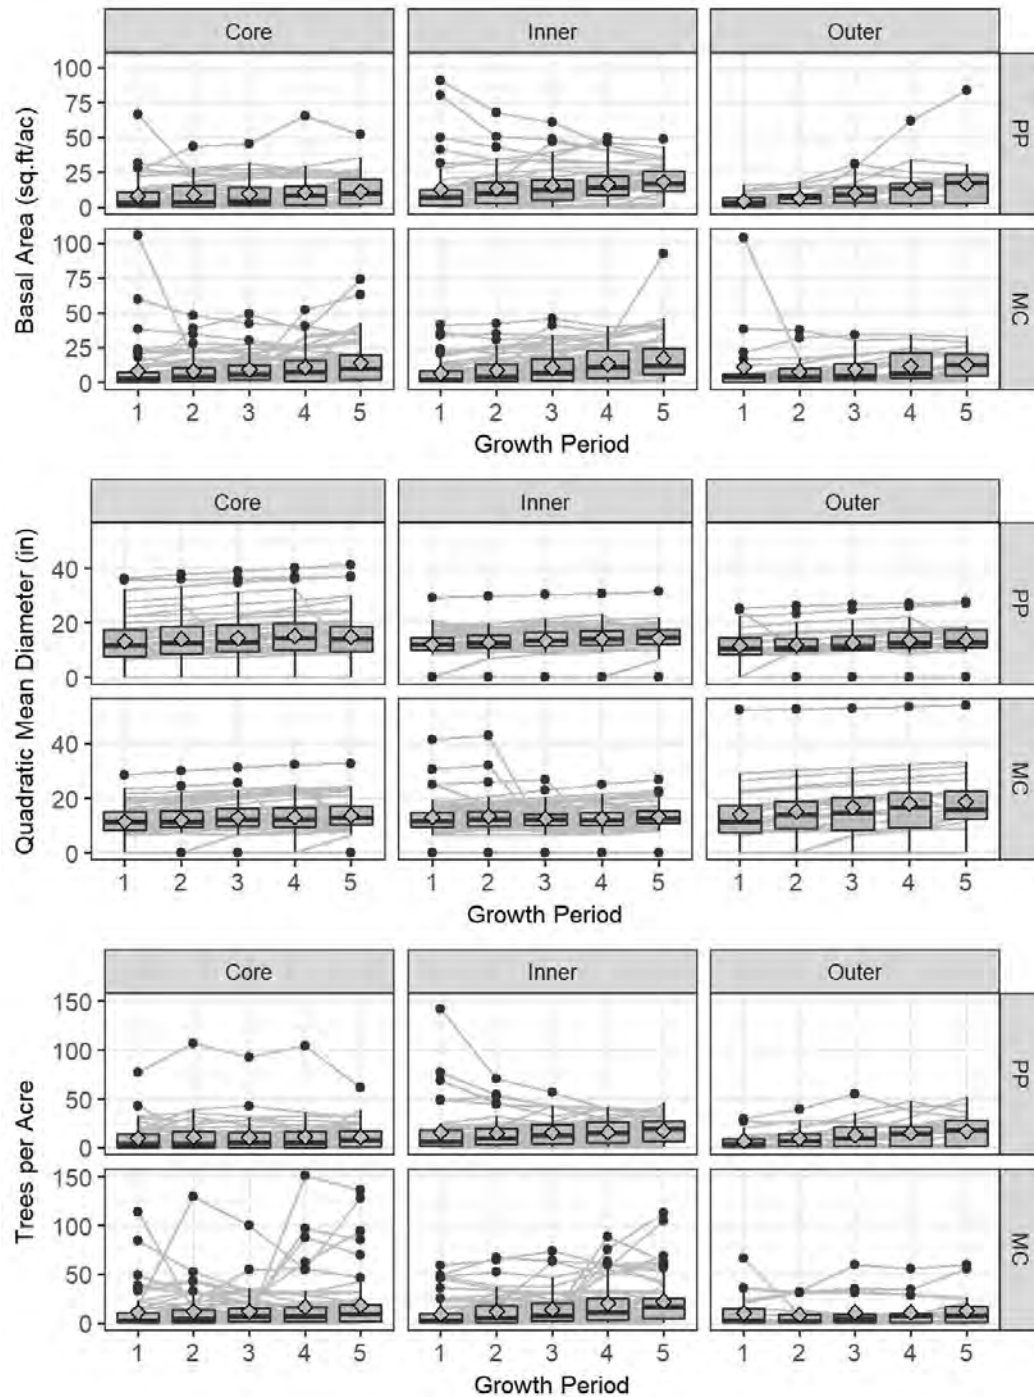 Core Inner Outer
Basal Area (sq.ft/ac)
100
75
50
25
0
PP
100
75
50
25
0
MC
1 2 3 4 5 1 2 3 4 5 1 2 3 4 5
Growth Period
Core Inner Outer
Quadratic Mean Diameter (in)
40
20
0
PP
40
20
0
MC
1 2 3 4 5 1 2 3 4 5 1 2 3 4 5
Growth Period
Core Inner Outer
Trees per Acre
150
100
50
0
PP
150
100
50
0
MC
1 2 3 4 5 1 2 3 4 5 1 2 3 4 5
Growth Period